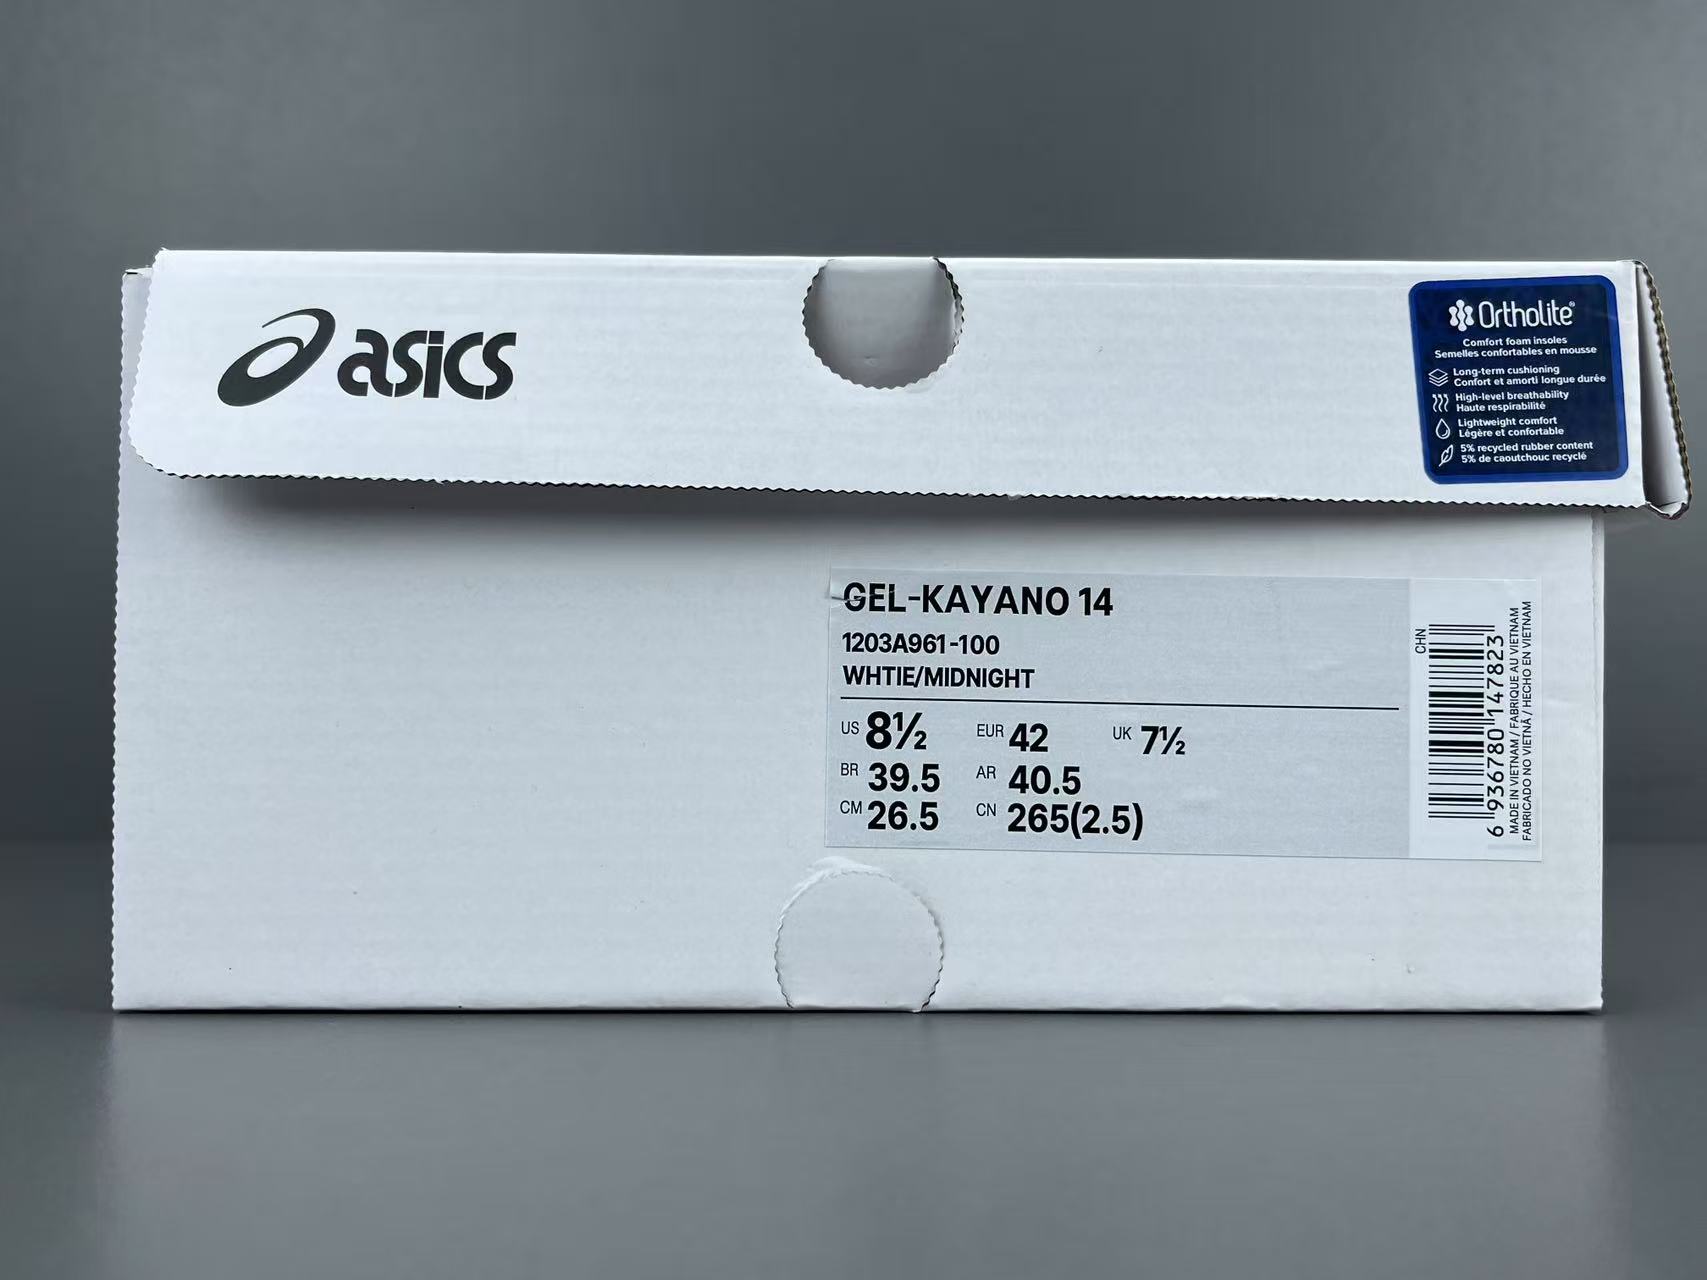 asics
Ortholite®
Comfort foam insoles
Semelles confortables en mousse
Long-term cushioning
Confort et amorti longue durée
High-level breathability
Haute respirabilité
Lightweight comfort
Légère et confortable
5% recycled rubber content
5% de caoutchouc recyclé
GEL-KAYANO 14
1203A961-100
WHTIE/MIDNIGHT
US 8½ EUR 42 UK 7½
BR 39.5 AR 40.5
CM 26.5 CN 265(2.5)
CHN
6 936780 147823
MADE IN VIETNAM / FABRIQUE AU VIETNAM
FABRICADO NO VIETNÃ / HECHO EN VIETNAM